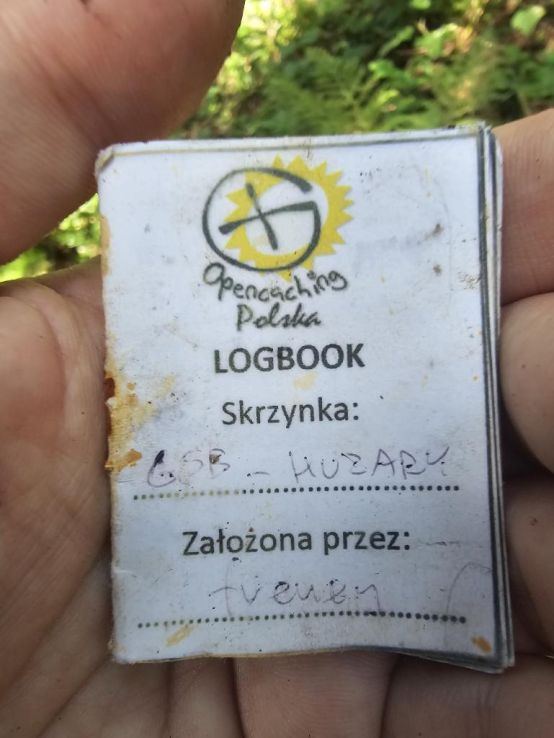 Opencaching
Polska
LOGBOOK
Skrzynka:
GSB - HUZARY
Założona przez: